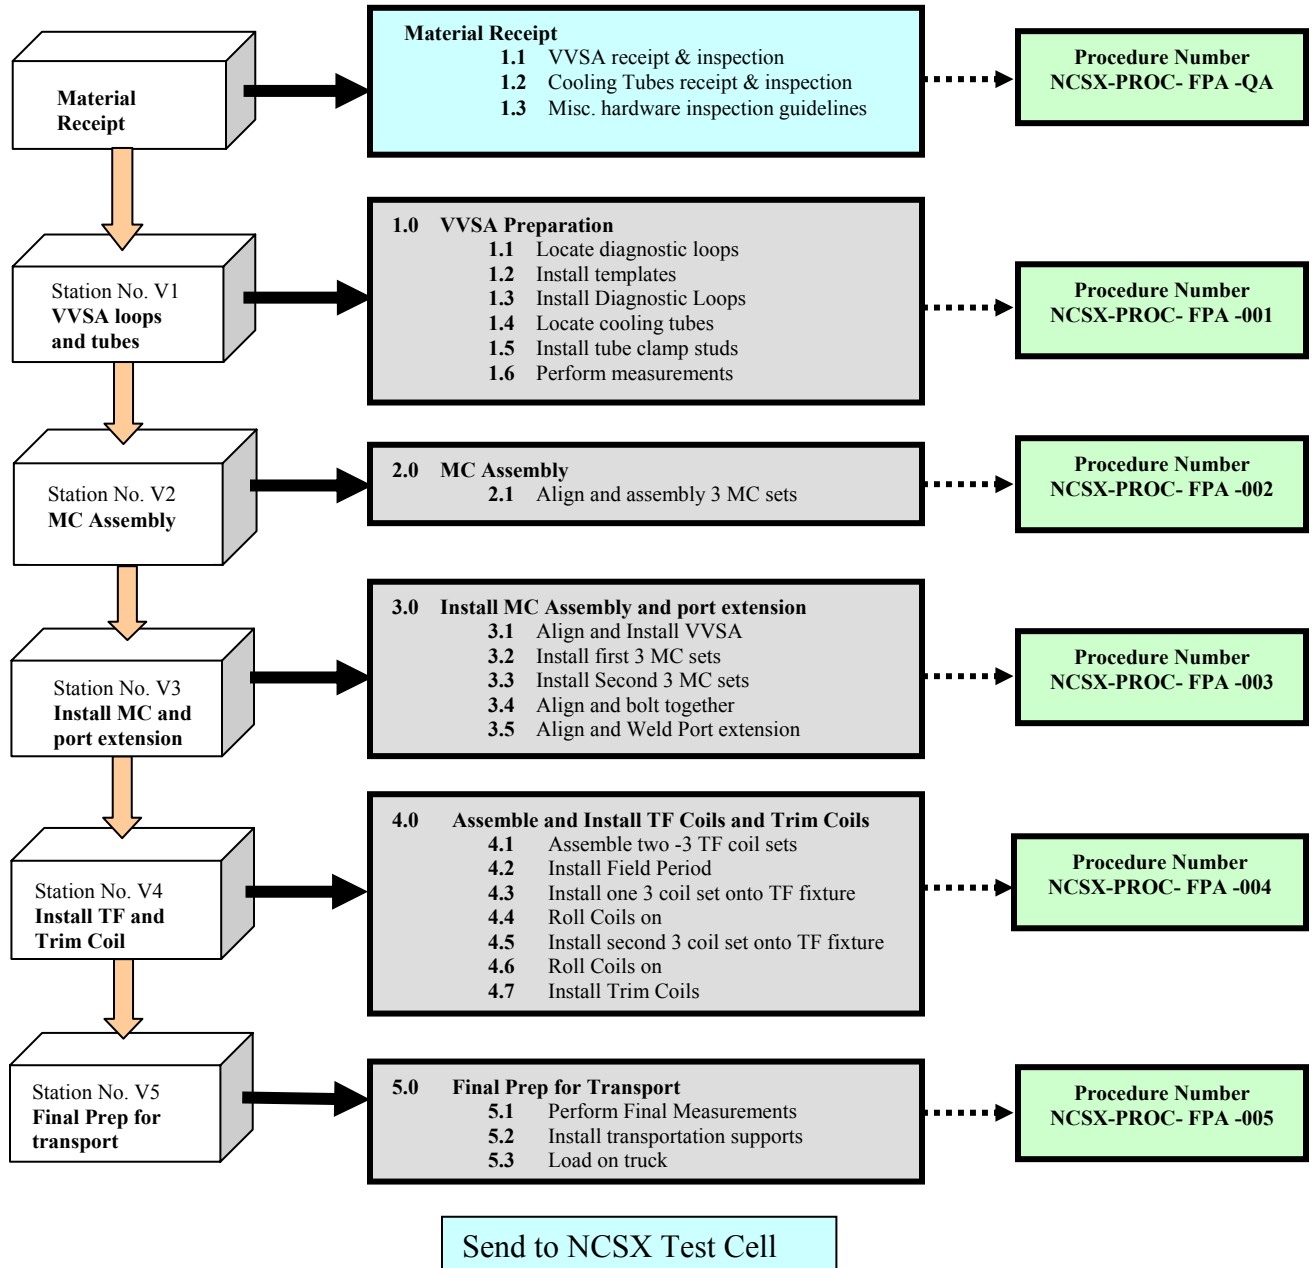 Material
Receipt
Material Receipt
1.1 VVSA receipt & inspection
1.2 Cooling Tubes receipt & inspection
1.3 Misc. hardware inspection guidelines
Procedure Number
NCSX-PROC- FPA -QA
Station No. V1
VVSA loops
and tubes
1.0 VVSA Preparation
1.1 Locate diagnostic loops
1.2 Install templates
1.3 Install Diagnostic Loops
1.4 Locate cooling tubes
1.5 Install tube clamp studs
1.6 Perform measurements
Procedure Number
NCSX-PROC- FPA -001
Station No. V2
MC Assembly
2.0 MC Assembly
2.1 Align and assembly 3 MC sets
Procedure Number
NCSX-PROC- FPA -002
Station No. V3
Install MC and
port extension
3.0 Install MC Assembly and port extension
3.1 Align and Install VVSA
3.2 Install first 3 MC sets
3.3 Install Second 3 MC sets
3.4 Align and bolt together
3.5 Align and Weld Port extension
Procedure Number
NCSX-PROC- FPA -003
Station No. V4
Install TF and
Trim Coil
4.0 Assemble and Install TF Coils and Trim Coils
4.1 Assemble two -3 TF coil sets
4.2 Install Field Period
4.3 Install one 3 coil set onto TF fixture
4.4 Roll Coils on
4.5 Install second 3 coil set onto TF fixture
4.6 Roll Coils on
4.7 Install Trim Coils
Procedure Number
NCSX-PROC- FPA -004
Station No. V5
Final Prep for
transport
5.0 Final Prep for Transport
5.1 Perform Final Measurements
5.2 Install transportation supports
5.3 Load on truck
Procedure Number
NCSX-PROC- FPA -005
Send to NCSX Test Cell